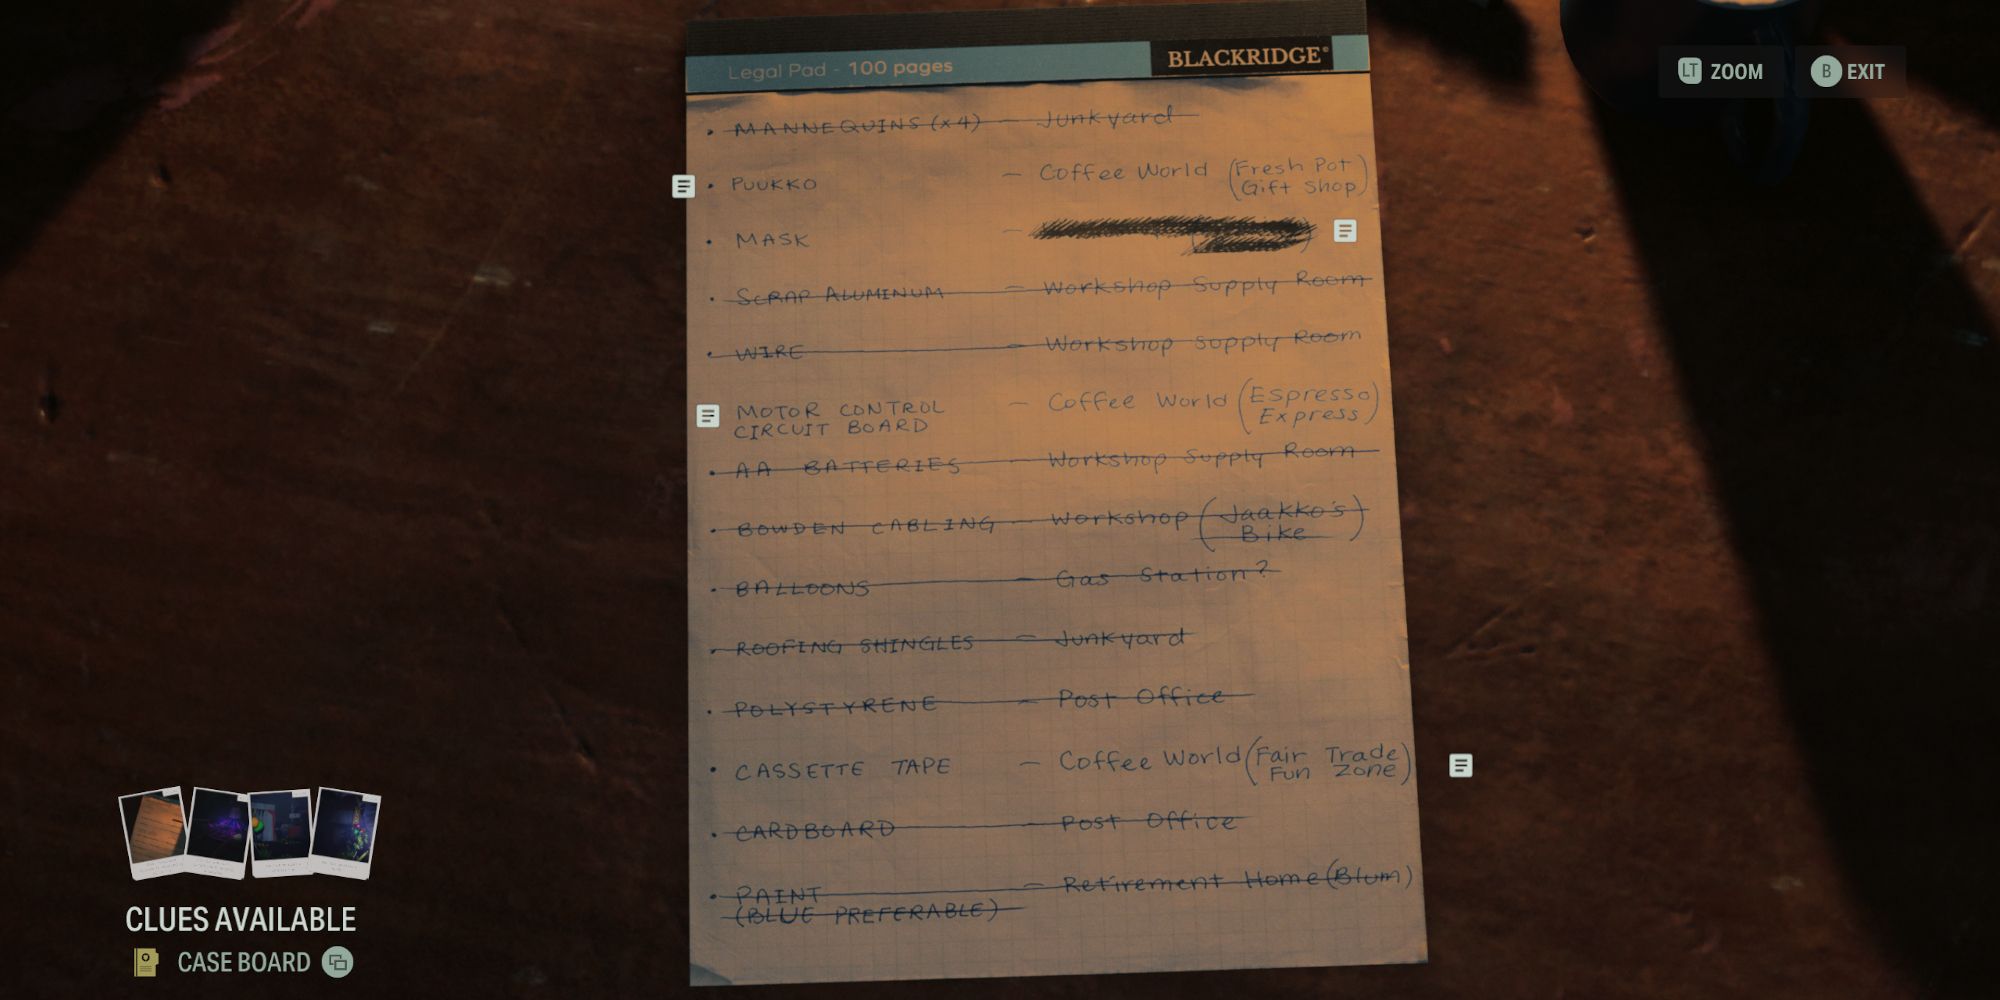 Legal Pad - 100 pages BLACKRIDGE®
LT ZOOM B EXIT
• MANNEQUINS (x4) — Junkyard
• PUUKKO — Coffee World (Fresh Pot
Gift Shop)
• MASK —
• SCRAP ALUMINUM — Workshop Supply Room
• WIRE — Workshop Supply Room
MOTOR CONTROL — Coffee World (Espresso
CIRCUIT BOARD Express)
• AA BATTERIES — Workshop Supply Room
• BOWDEN CABLING — Workshop (Jaakko's
Bike)
• BALLOONS — Gas Station?
• ROOFING SHINGLES — Junkyard
• POLYSTYRENE — Post Office
• CASSETTE TAPE — Coffee World (Fair Trade
Fun Zone)
• CARDBOARD — Post Office
• PAINT — Retirement Home (Blum)
(BLUE PREFERABLE)
CLUES AVAILABLE
CASE BOARD